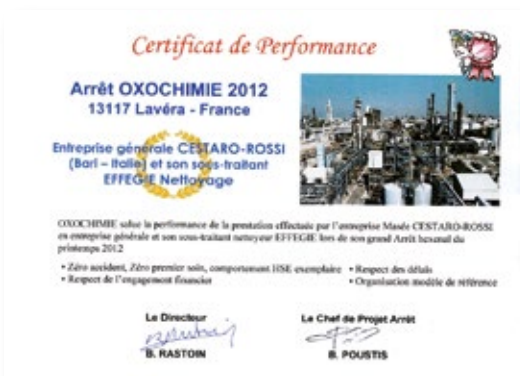 Certificat de Performance
Arrêt OXOCHIMIE 2012
13117 Lavéra - France
Entreprise générale CESTARO-ROSSI
(Bari – Italie) et son sous-traitant
EFFEGIE Nettoyage
OXOCHIMIE salue la performance de la prestation effectuée par l'entreprise CESTARO-ROSSI
en entreprise générale et son sous-traitant nettoyeur EFFEGIE lors de son grand Arrêt hexenal du
printemps 2012
• Zéro accident, Zéro premier soin, comportement HSE exemplaire • Respect des délais
• Respect de l'engagement financier • Organisation modèle de référence
Le Directeur Le Chef de Projet Arrêt
B. RASTOIN B. POUSTIS